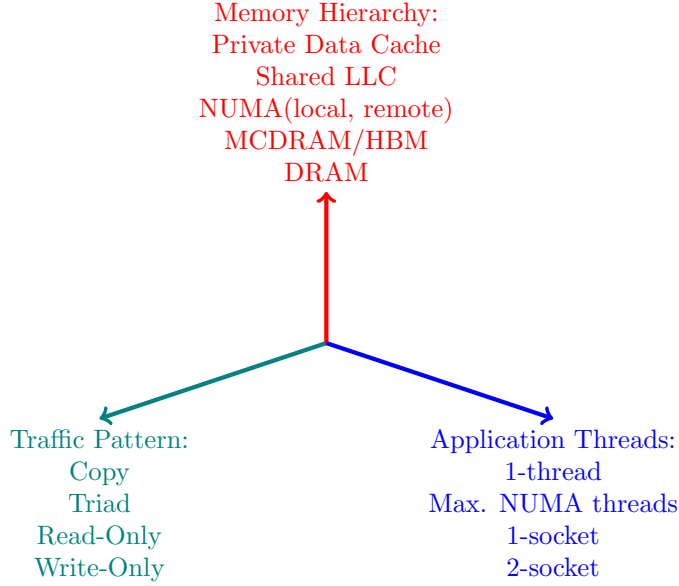 Memory Hierarchy:
Private Data Cache
Shared LLC
NUMA(local, remote)
MCDRAM/HBM
DRAM
Traffic Pattern:
Copy
Triad
Read-Only
Write-Only
Application Threads:
1-thread
Max. NUMA threads
1-socket
2-socket